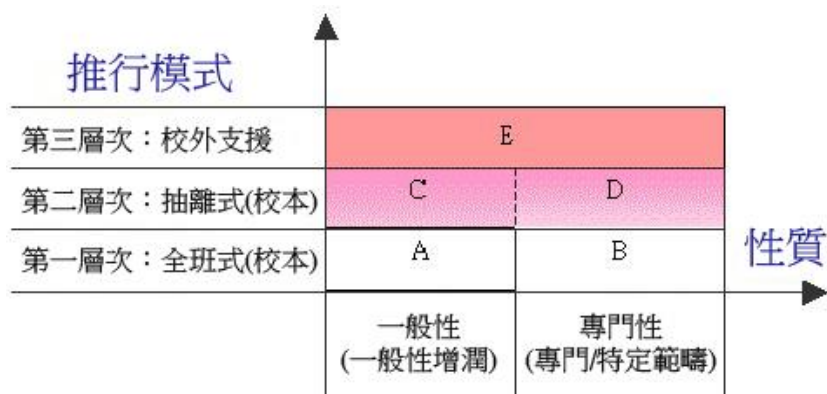 推行模式
第三層次：校外支援
E
第二層次：抽離式(校本)
C
D
第一層次：全班式(校本)
A
B
性質
一般性
(一般性增潤)
專門性
(專門/特定範疇)